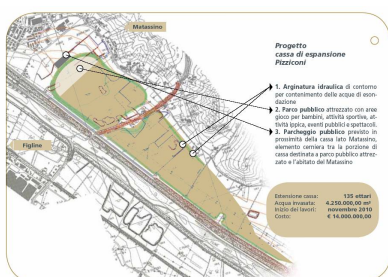 Matassino
Figline
Progetto
cassa di espansione
Pizziconi
1. Arginatura idraulica di contorno
per contenimento delle acque di eson-
dazione
2. Parco pubblico attrezzato con aree
gioco per bambini, attività sportive, at-
tività ippica, eventi pubblici e spettacoli.
3. Parcheggio pubblico previsto in
prossimità della cassa lato Matassino,
elemento cerniera tra la porzione di
cassa destinata a parco pubblico attrez-
zato e l'abitato del Matassino
Estensione cassa: 135 ettari
Acqua invasata: 4.250.000,00 m³
Inizio dei lavori: novembre 2010
Costo: € 14.000.000,00